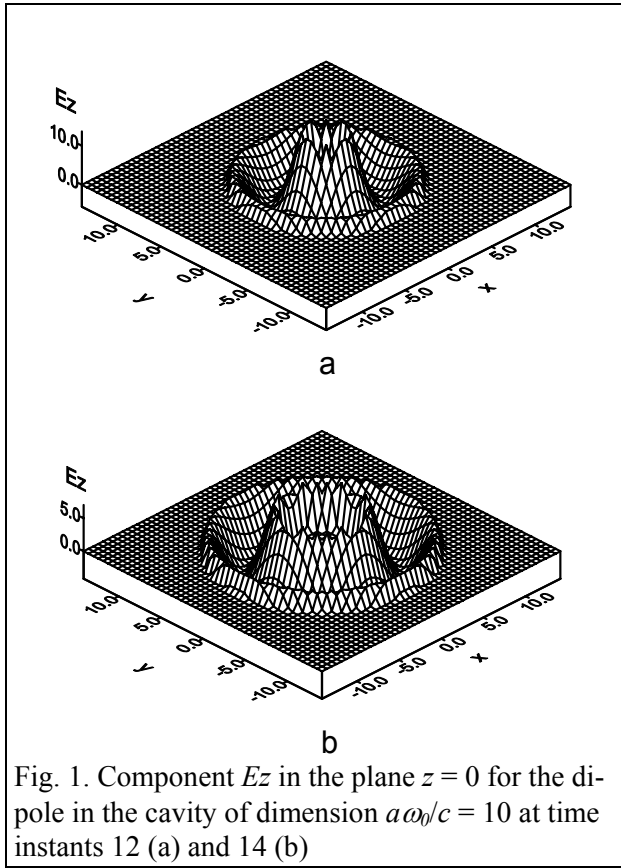 Ez
10.0
0.0
10.0
5.0
0.0
-5.0
-10.0
y
-10.0
-5.0
0.0
5.0
10.0
x
a
Ez
5.0
0.0
10.0
5.0
0.0
-5.0
-10.0
y
-10.0
-5.0
0.0
5.0
10.0
x
b
Fig. 1. Component Ez in the plane z = 0 for the di-
pole in the cavity of dimension aω₀/c = 10 at time
instants 12 (a) and 14 (b)